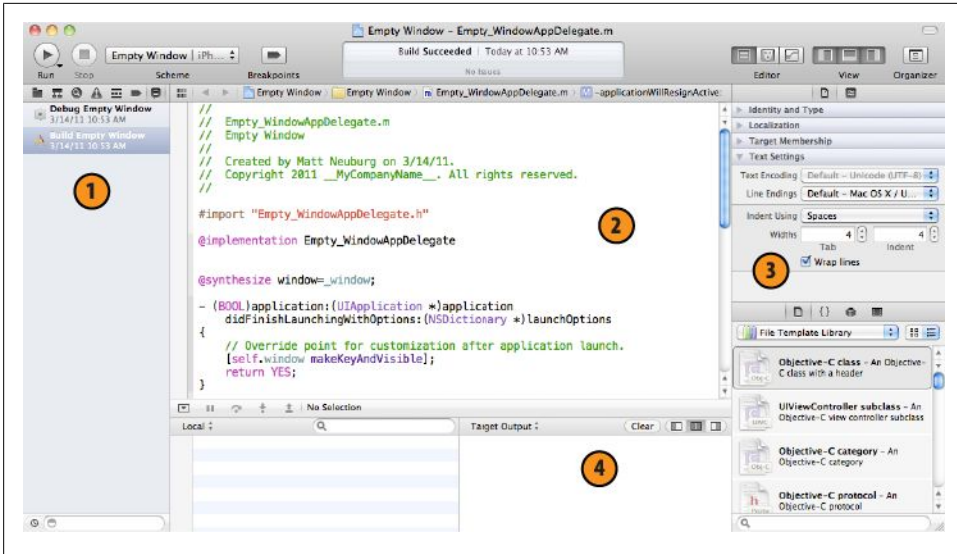 Empty Window – Empty_WindowAppDelegate.m
Empty Window | iPh...
Build Succeeded | Today at 10:53 AM
No Issues
Run Stop Scheme Breakpoints Editor View Organizer
Empty Window Empty Window Empty_WindowAppDelegate.m -applicationWillResignActive:
Debug Empty Window
3/14/11 10:53 AM
Build Empty Window
3/14/11 10:53 AM
1
//
// Empty_WindowAppDelegate.m
// Empty Window
//
// Created by Matt Neuburg on 3/14/11.
// Copyright 2011 __MyCompanyName__. All rights reserved.
//
#import "Empty_WindowAppDelegate.h"
@implementation Empty_WindowAppDelegate
@synthesize window=_window;
- (BOOL)application:(UIApplication *)application
didFinishLaunchingWithOptions:(NSDictionary *)launchOptions
{
// Override point for customization after application launch.
[self.window makeKeyAndVisible];
return YES;
}
2
No Selection
Local
Target Output
Clear
4
Identity and Type
Localization
Target Membership
Text Settings
Text Encoding Default – Unicode (UTF-8)
Line Endings Default – Mac OS X / U...
Indent Using Spaces
Widths 4 4
Tab Indent
Wrap lines
3
{}
File Template Library
Objective-C class – An Objective-
C class with a header
UIViewController subclass – An
Objective-C view controller subclass
Objective-C category – An
Objective-C category
Objective-C protocol – An
Objective-C protocol